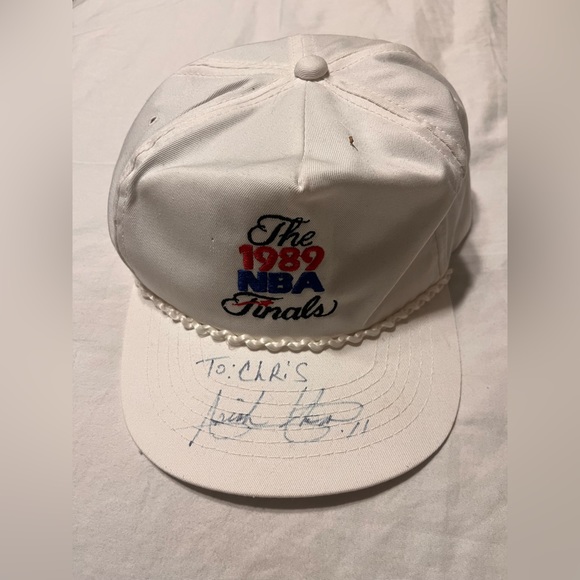 The
1989
NBA
Finals
To: CHRiS
11